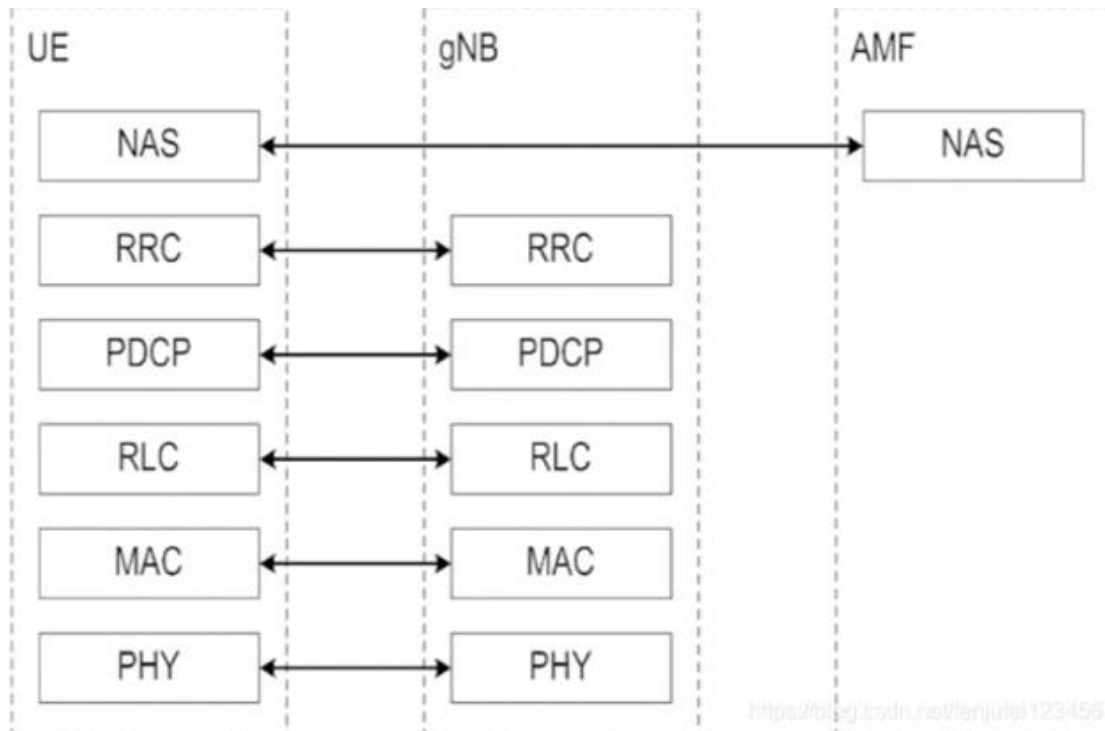 UE gNB AMF
NAS NAS
RRC RRC
PDCP PDCP
RLC RLC
MAC MAC
PHY PHY